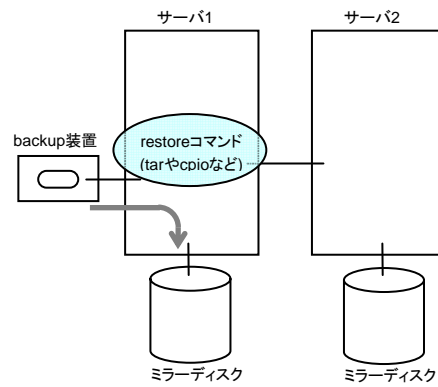 サーバ1
サーバ2
backup装置
restoreコマンド
(tarやcpioなど)
ミラーディスク
ミラーディスク